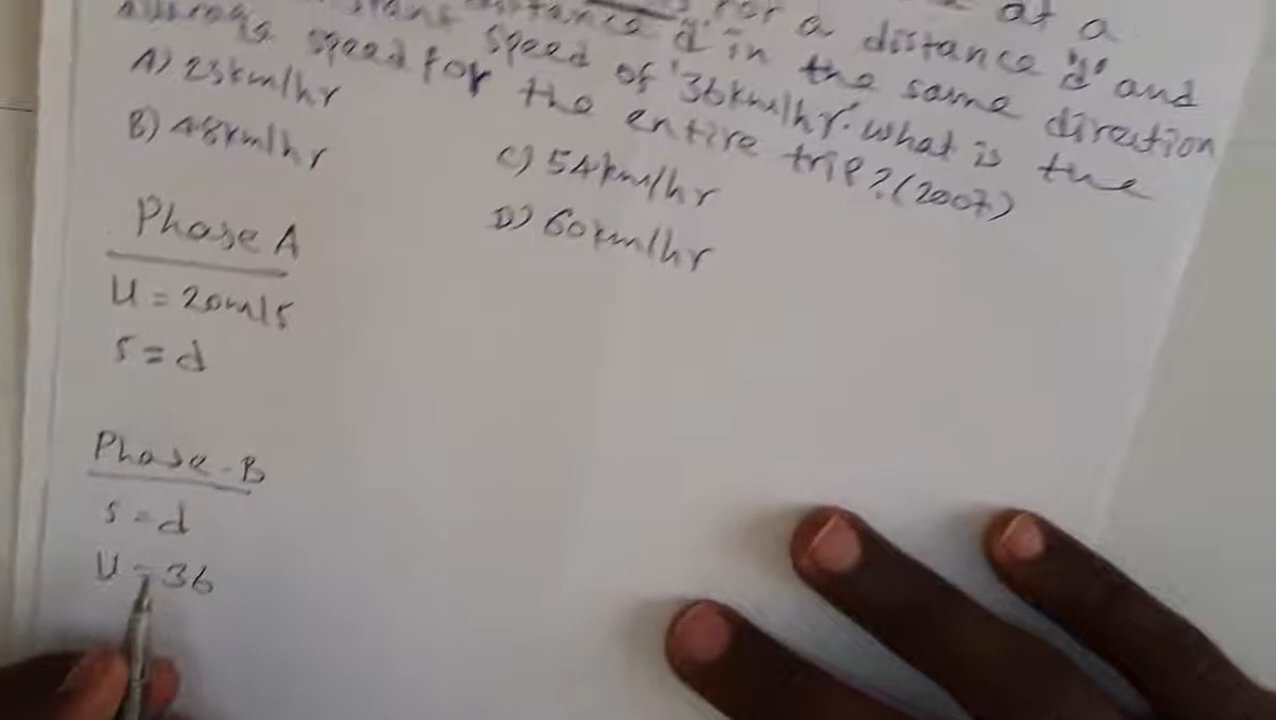 at a
for a distance "d" and
distance d in the same direction
speed of 36km/hr. what is the
average speed for the entire trip? (2007)
A) 23km/hr
B) 48km/hr
C) 54km/hr
D) 60km/hr
Phase A
U = 20m/s
s = d
Phase - B
s = d
U = 36